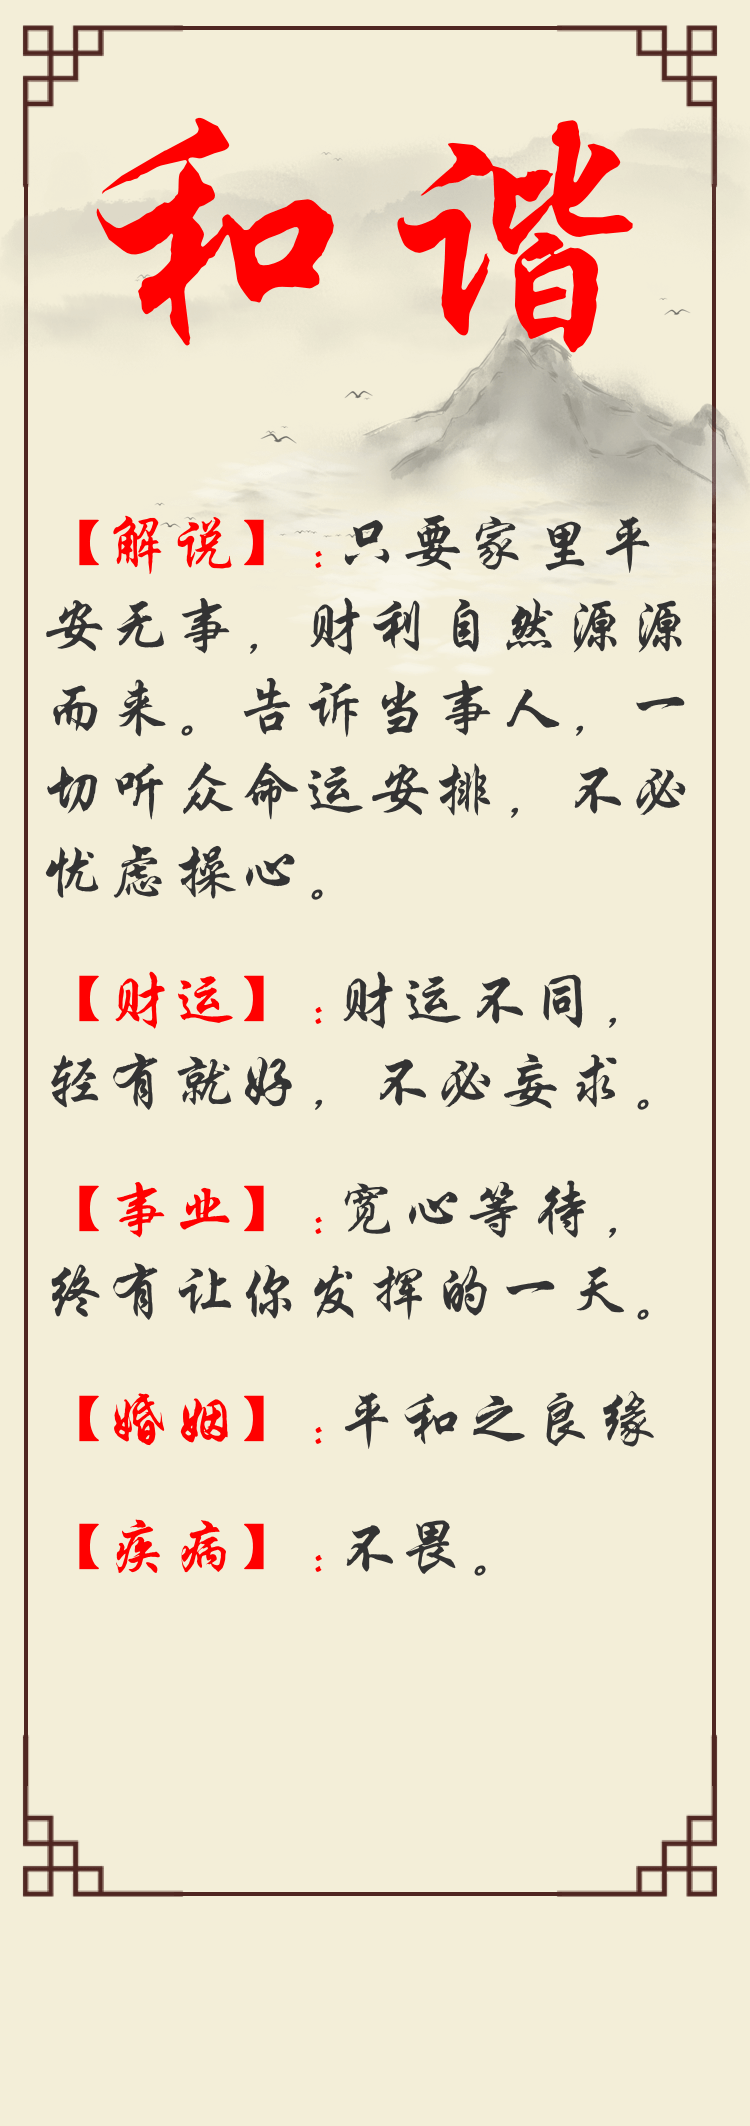 和谐
【解说】:只要家里平
安无事,财利自然源源
而来。告诉当事人,一
切听众命运安排,不必
忧虑操心。
【财运】:财运不同,
轻有就好,不必妄求。
【事业】:宽心等待,
终有让你发挥的一天。
【婚姻】:平和之良缘
【疾病】:不畏。